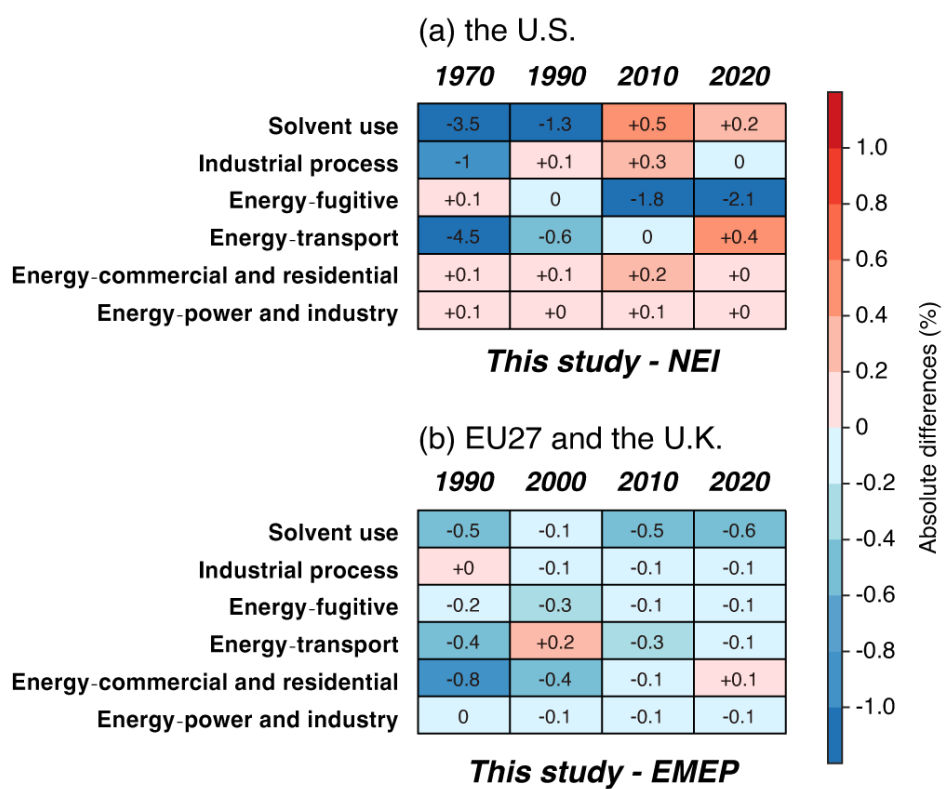 (a) the U.S.
1970 1990 2010 2020
Solvent use -3.5 -1.3 +0.5 +0.2
Industrial process -1 +0.1 +0.3 0
Energy-fugitive +0.1 0 -1.8 -2.1
Energy-transport -4.5 -0.6 0 +0.4
Energy-commercial and residential +0.1 +0.1 +0.2 +0
Energy-power and industry +0.1 +0 +0.1 +0
This study - NEI
(b) EU27 and the U.K.
1990 2000 2010 2020
Solvent use -0.5 -0.1 -0.5 -0.6
Industrial process +0 -0.1 -0.1 -0.1
Energy-fugitive -0.2 -0.3 -0.1 -0.1
Energy-transport -0.4 +0.2 -0.3 -0.1
Energy-commercial and residential -0.8 -0.4 -0.1 +0.1
Energy-power and industry 0 -0.1 -0.1 -0.1
This study - EMEP
1.0
0.8
0.6
0.4
0.2
0
-0.2
-0.4
-0.6
-0.8
-1.0
Absolute differences (%)